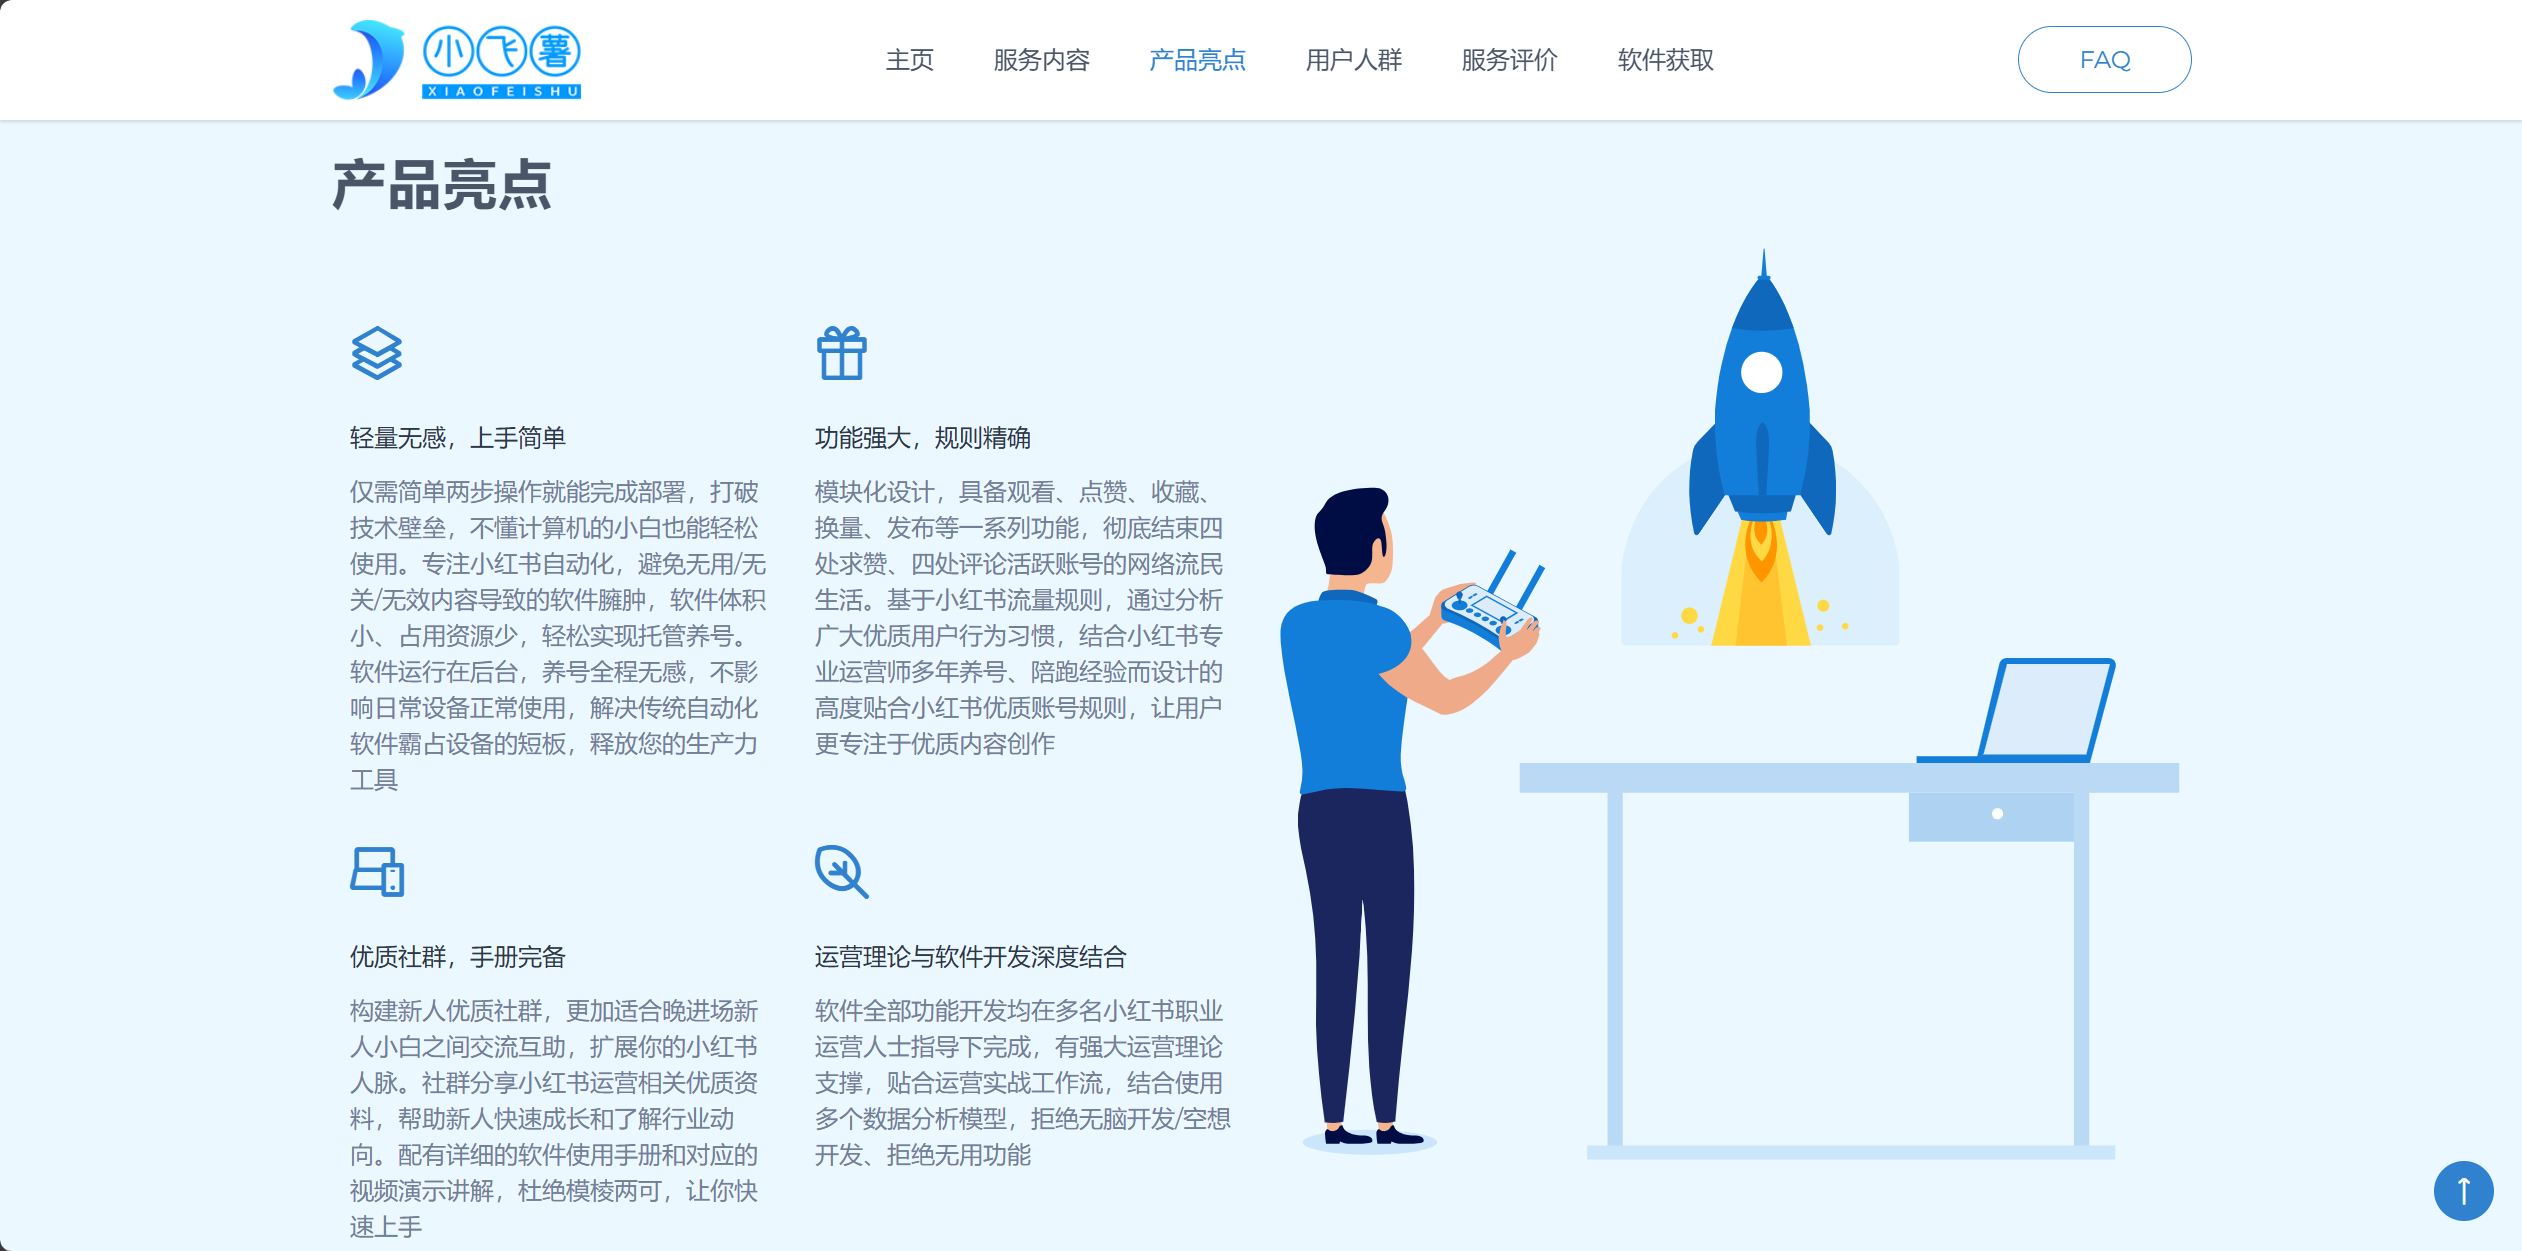 小飞薯
XIAOFEISHU
主页
服务内容
产品亮点
用户人群
服务评价
软件获取
FAQ
产品亮点
轻量无感，上手简单
仅需简单两步操作就能完成部署，打破
技术壁垒，不懂计算机的小白也能轻松
使用。专注小红书自动化，避免无用/无
关/无效内容导致的软件臃肿，软件体积
小、占用资源少，轻松实现托管养号。
软件运行在后台，养号全程无感，不影
响日常设备正常使用，解决传统自动化
软件霸占设备的短板，释放您的生产力
工具
功能强大，规则精确
模块化设计，具备观看、点赞、收藏、
换量、发布等一系列功能，彻底结束四
处求赞、四处评论活跃账号的网络流民
生活。基于小红书流量规则，通过分析
广大优质用户行为习惯，结合小红书专
业运营师多年养号、陪跑经验而设计的
高度贴合小红书优质账号规则，让用户
更专注于优质内容创作
优质社群，手册完备
构建新人优质社群，更加适合晚进场新
人小白之间交流互助，扩展你的小红书
人脉。社群分享小红书运营相关优质资
料，帮助新人快速成长和了解行业动
向。配有详细的软件使用手册和对应的
视频演示讲解，杜绝模棱两可，让你快
速上手
运营理论与软件开发深度结合
软件全部功能开发均在多名小红书职业
运营人士指导下完成，有强大运营理论
支撑，贴合运营实战工作流，结合使用
多个数据分析模型，拒绝无脑开发/空想
开发、拒绝无用功能